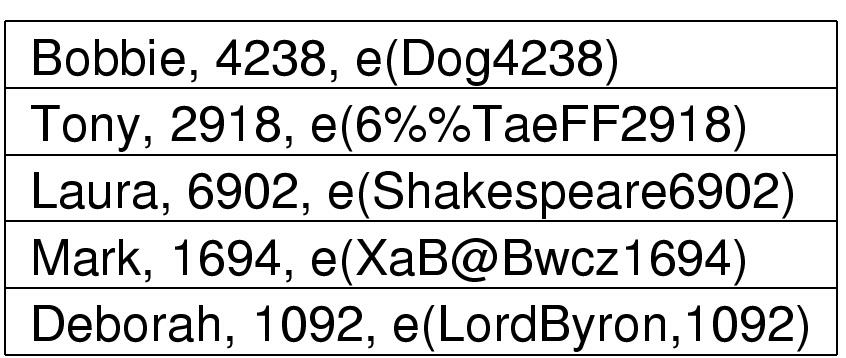 Bobbie, 4238, e(Dog4238)
Tony, 2918, e(6%%TaeFF2918)
Laura, 6902, e(Shakespeare6902)
Mark, 1694, e(XaB@Bwcz1694)
Deborah, 1092, e(LordByron,1092)